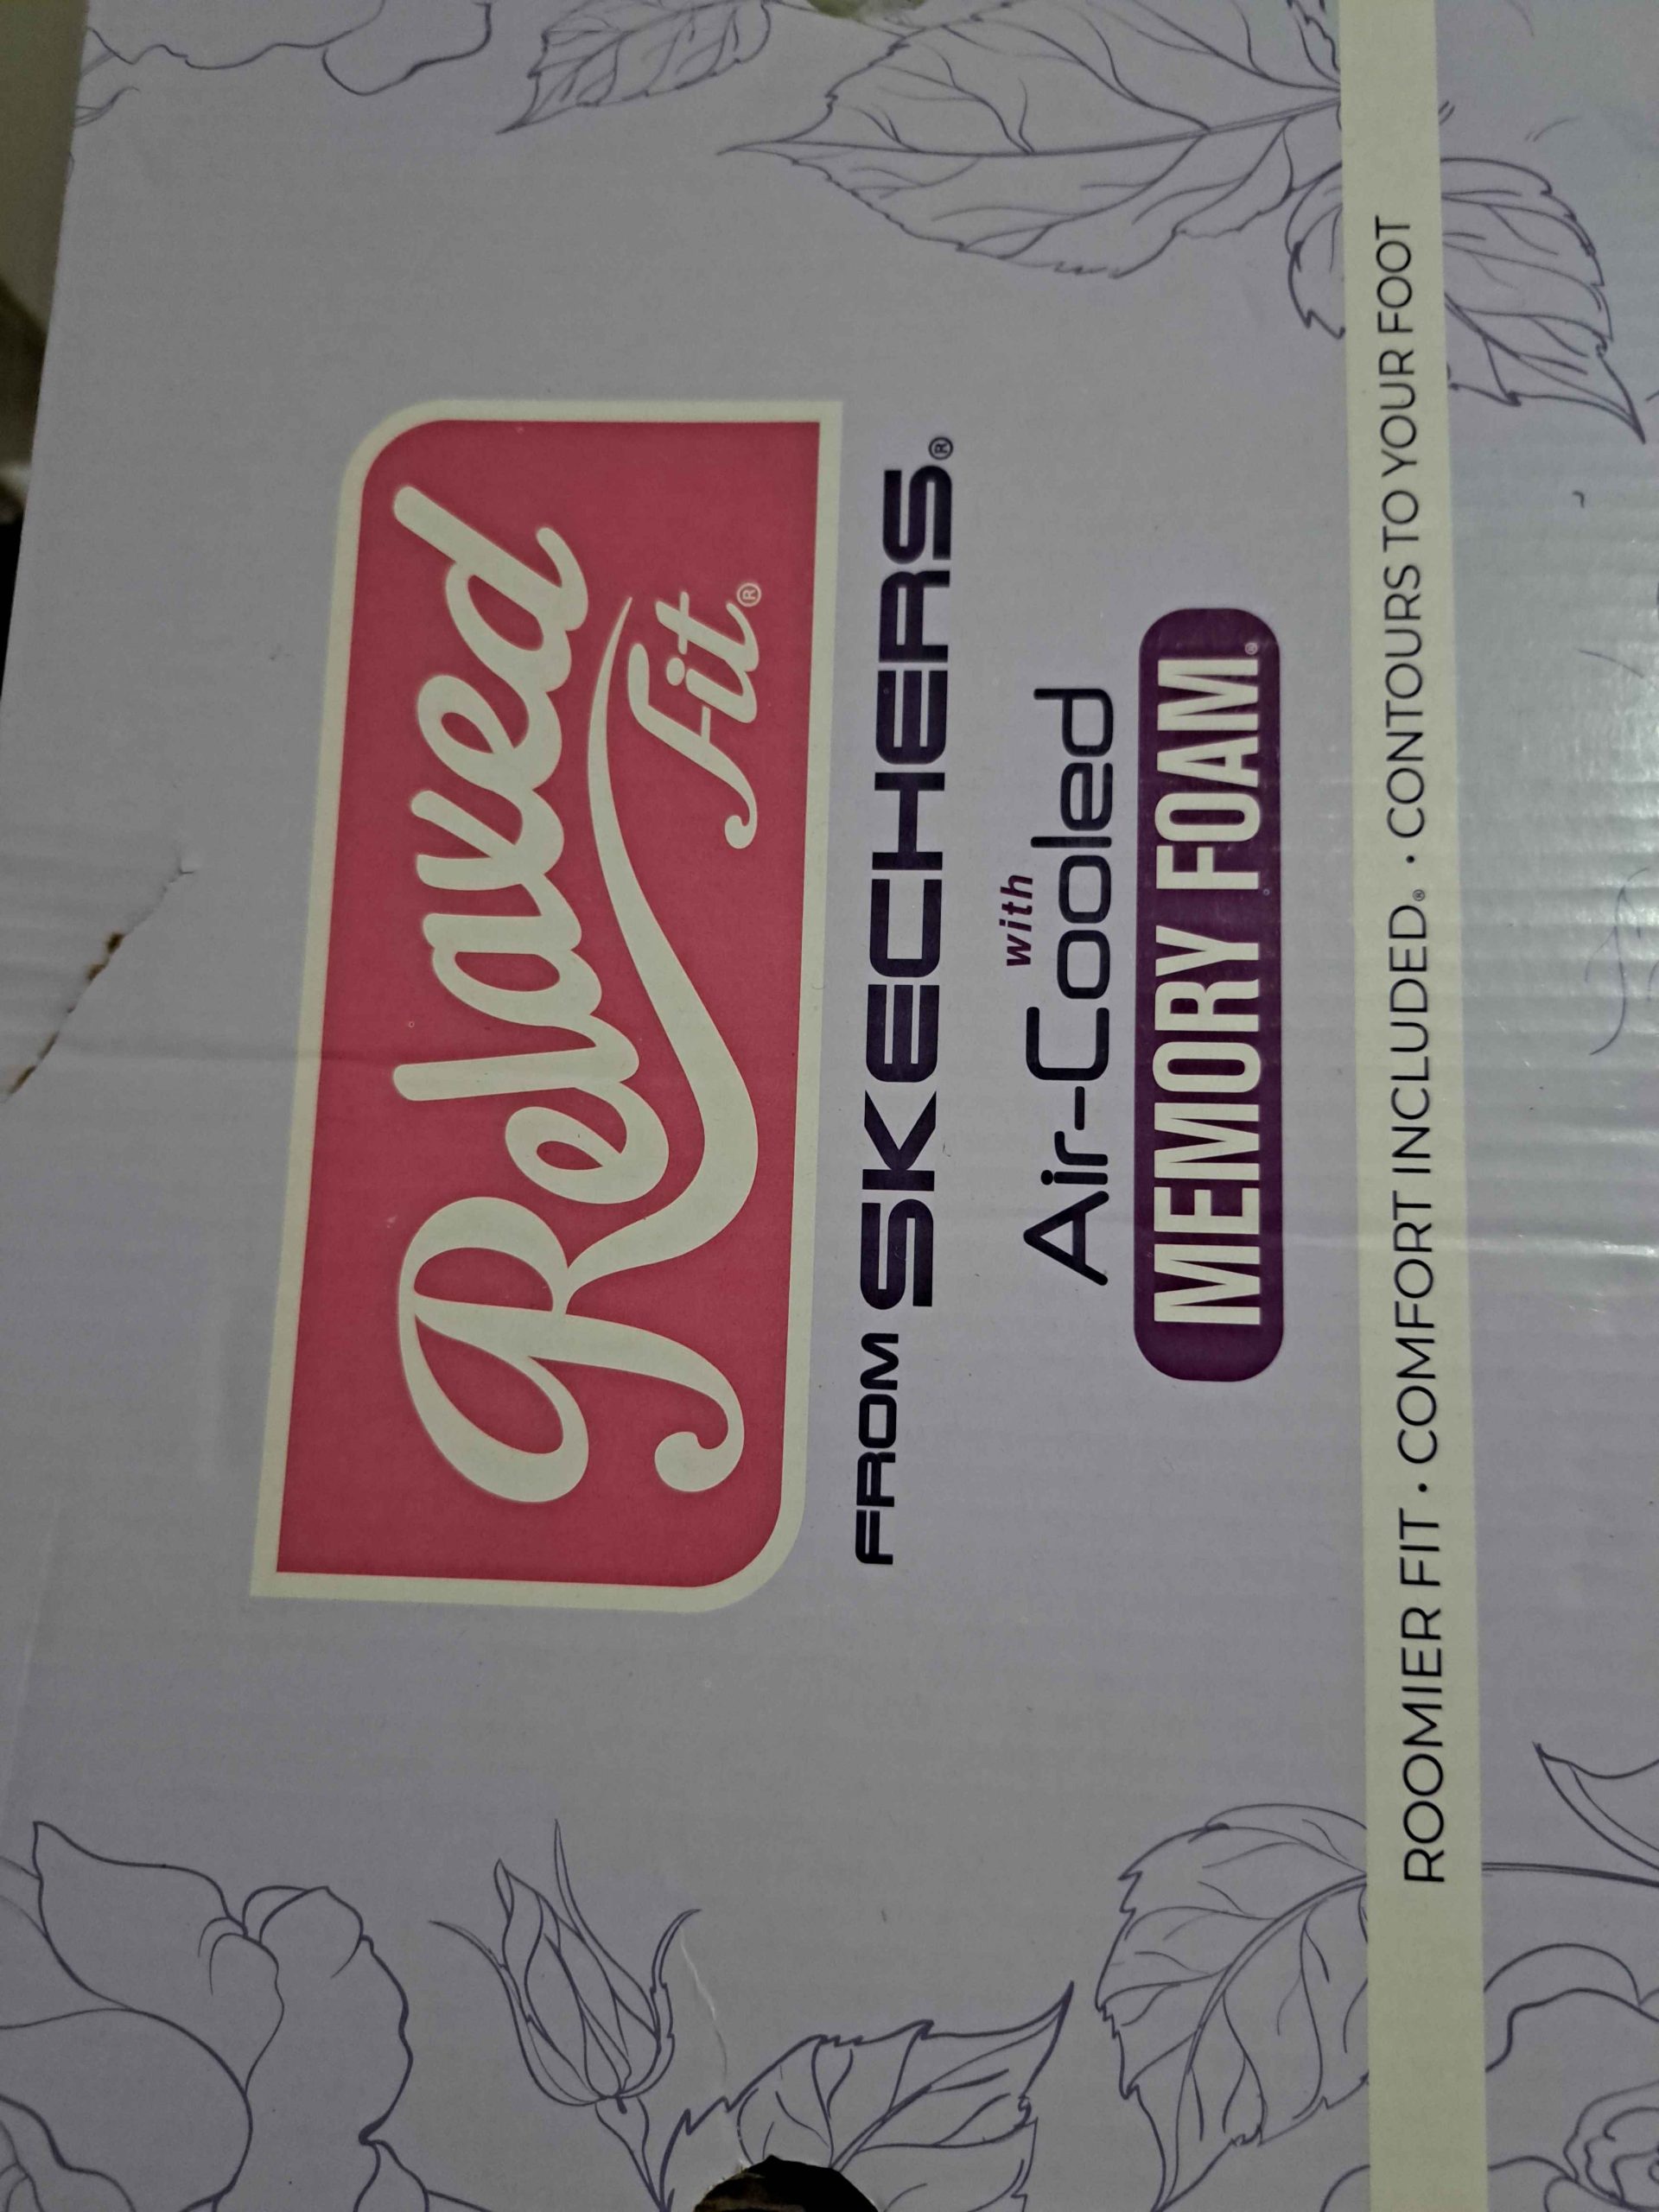 Relaxed
fit®
FROM SKECHERS®
with
Air-Cooled
MEMORY FOAM®
ROOMIER FIT • COMFORT INCLUDED® • CONTOURS TO YOUR FOOT